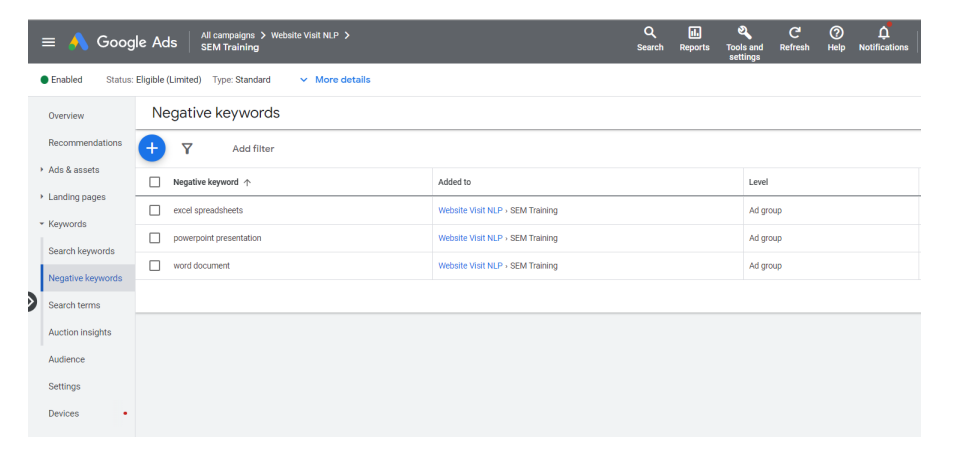 Google Ads
All campaigns > Website Visit NLP >
SEM Training
Search
Reports
Tools and
settings
Refresh
Help
Notifications
Enabled Status: Eligible (Limited) Type: Standard More details
Overview
Recommendations
Ads & assets
Landing pages
Keywords
Search keywords
Negative keywords
Search terms
Auction insights
Audience
Settings
Devices
Negative keywords
Add filter
Negative keyword ↑ Added to Level
excel spreadsheets Website Visit NLP › SEM Training Ad group
powerpoint presentation Website Visit NLP › SEM Training Ad group
word document Website Visit NLP › SEM Training Ad group